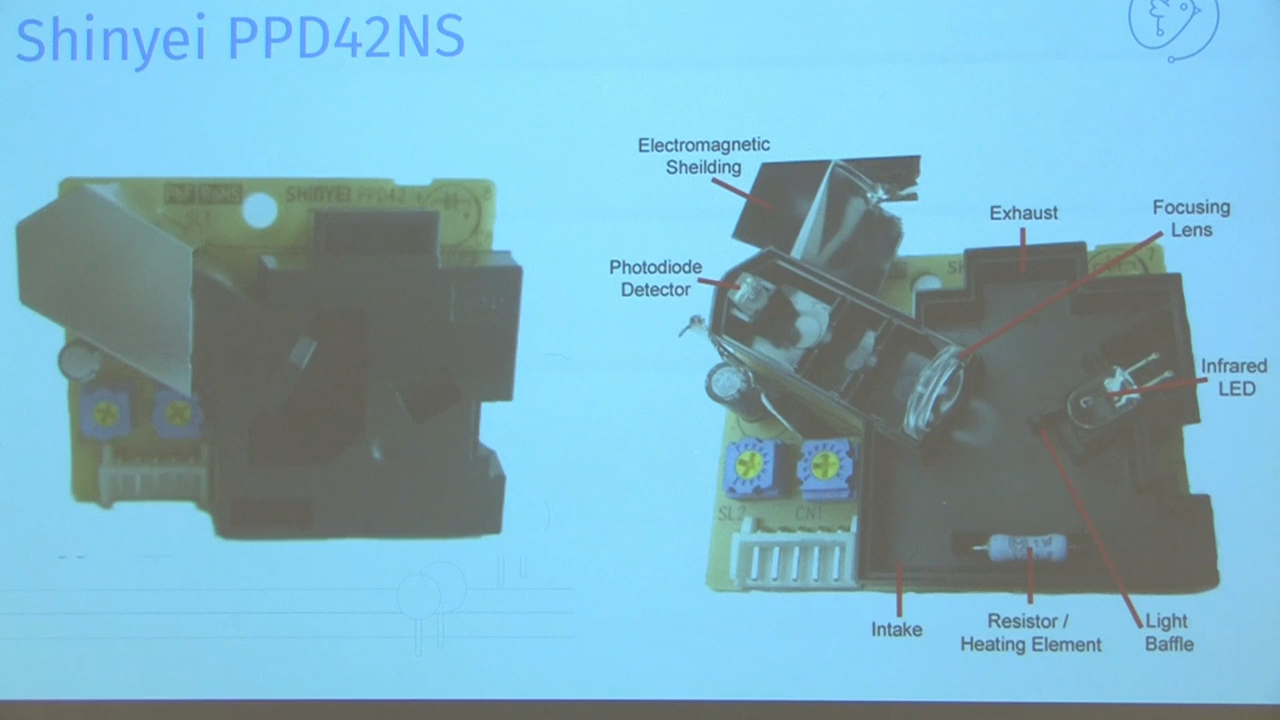 Shinyei PPD42NS
SHINYEI PPD42
Electromagnetic
Sheilding
Exhaust
Focusing
Lens
Photodiode
Detector
Infrared
LED
SL2
CN1
Intake
Resistor /
Heating Element
Light
Baffle